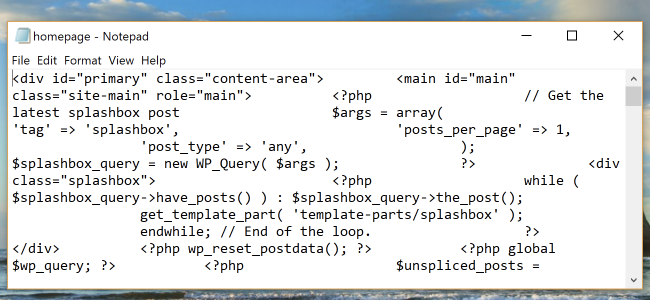 homepage - Notepad
File Edit Format View Help
<div id="primary" class="content-area"> <main id="main"
class="site-main" role="main"> <?php // Get the
latest splashbox post $args = array(
'tag' => 'splashbox', 'posts_per_page' => 1,
'post_type' => 'any', );
$splashbox_query = new WP_Query( $args ); ?> <div
class="splashbox"> <?php while (
$splashbox_query->have_posts() ) : $splashbox_query->the_post();
get_template_part( 'template-parts/splashbox' );
endwhile; // End of the loop. ?>
</div> <?php wp_reset_postdata(); ?> <?php global
$wp_query; ?> <?php $unspliced_posts =